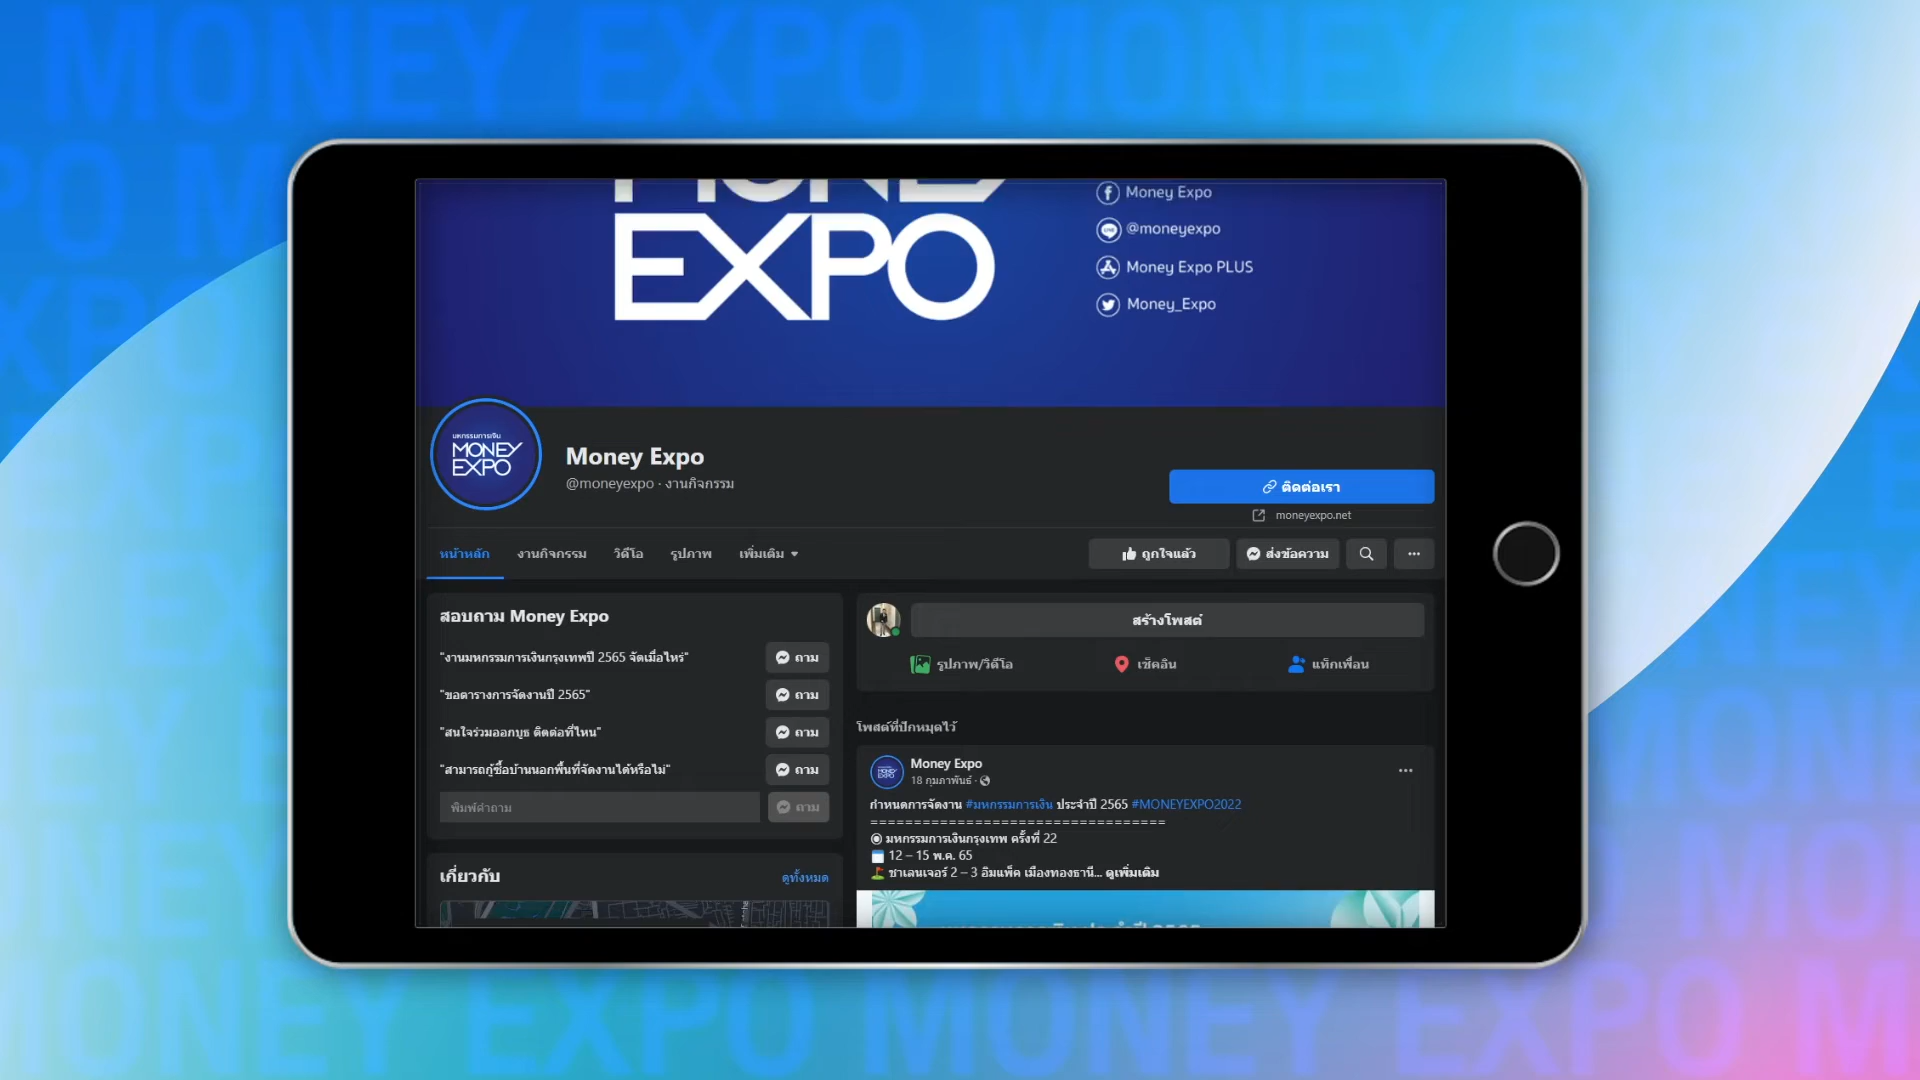 MONEY EXPO MONEY EXPO
MONEY
EXPO
Money Expo
@moneyexpo
Money Expo PLUS
Money_Expo
มหกรรมการเงิน
MONEY
EXPO
Money Expo
@moneyexpo · งานกิจกรรม
ติดต่อเรา
moneyexpo.net
หน้าหลัก งานกิจกรรม วิดีโอ รูปภาพ เพิ่มเติม
ถูกใจแล้ว ส่งข้อความ
สอบถาม Money Expo
"งานมหกรรมการเงินกรุงเทพปี 2565 จัดเมื่อไหร่" ถาม
"ขอตารางการจัดงานปี 2565" ถาม
"สนใจร่วมออกบูธ ติดต่อที่ไหน" ถาม
"สามารถกู้ซื้อบ้านนอกพื้นที่จัดงานได้หรือไม่" ถาม
พิมพ์คำถาม ถาม
เกี่ยวกับ ดูทั้งหมด
สร้างโพสต์
รูปภาพ/วิดีโอ เช็คอิน แท็กเพื่อน
โพสต์ที่ปักหมุดไว้
Money Expo
18 กุมภาพันธ์ ·
กำหนดการจัดงาน #มหกรรมการเงิน ประจำปี 2565 #MONEYEXPO2022
==================================
◉ มหกรรมการเงินกรุงเทพ ครั้งที่ 22
12 – 15 พ.ค. 65
ชาเลนเจอร์ 2 – 3 อิมแพ็ค เมืองทองธานี... ดูเพิ่มเติม
MONEY EXPO MONEY EXPO M